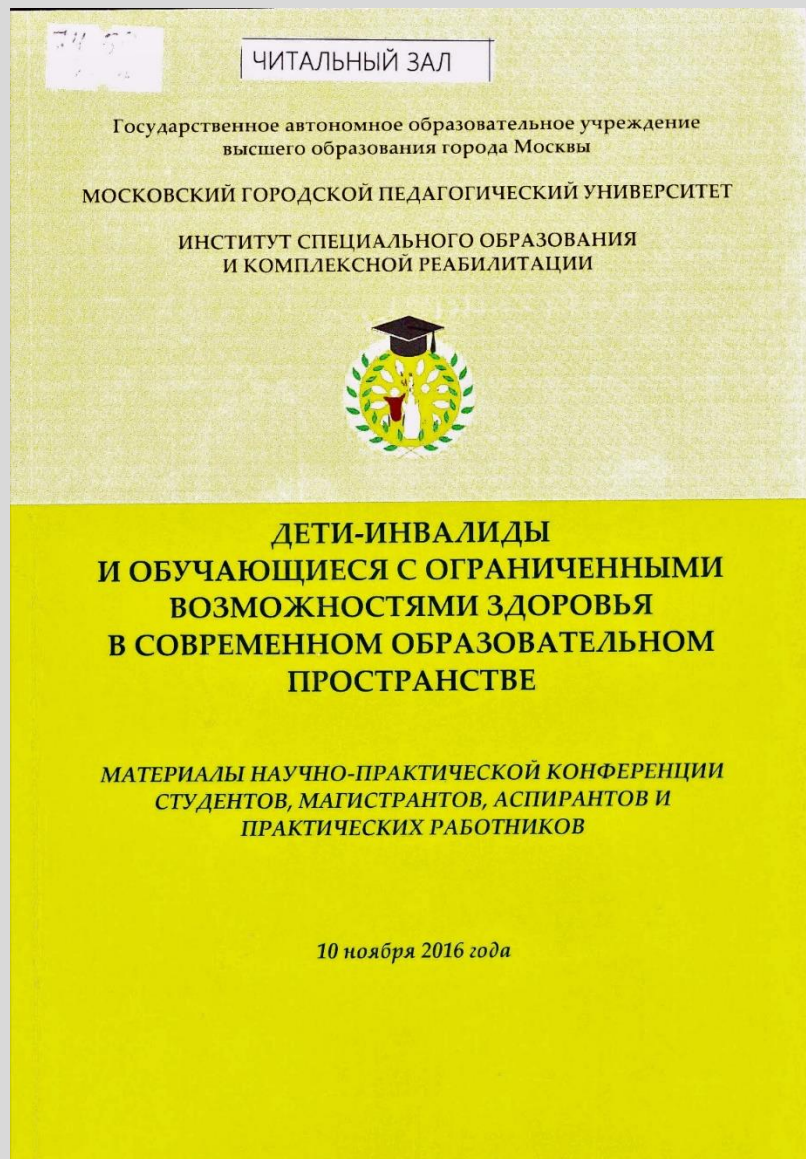 ЧИТАЛЬНЫЙ ЗАЛ
Государственное автономное образовательное учреждение
высшего образования города Москвы
МОСКОВСКИЙ ГОРОДСКОЙ ПЕДАГОГИЧЕСКИЙ УНИВЕРСИТЕТ
ИНСТИТУТ СПЕЦИАЛЬНОГО ОБРАЗОВАНИЯ
И КОМПЛЕКСНОЙ РЕАБИЛИТАЦИИ
ДЕТИ-ИНВАЛИДЫ
И ОБУЧАЮЩИЕСЯ С ОГРАНИЧЕННЫМИ
ВОЗМОЖНОСТЯМИ ЗДОРОВЬЯ
В СОВРЕМЕННОМ ОБРАЗОВАТЕЛЬНОМ
ПРОСТРАНСТВЕ
МАТЕРИАЛЫ НАУЧНО-ПРАКТИЧЕСКОЙ КОНФЕРЕНЦИИ
СТУДЕНТОВ, МАГИСТРАНТОВ, АСПИРАНТОВ И
ПРАКТИЧЕСКИХ РАБОТНИКОВ
10 ноября 2016 года